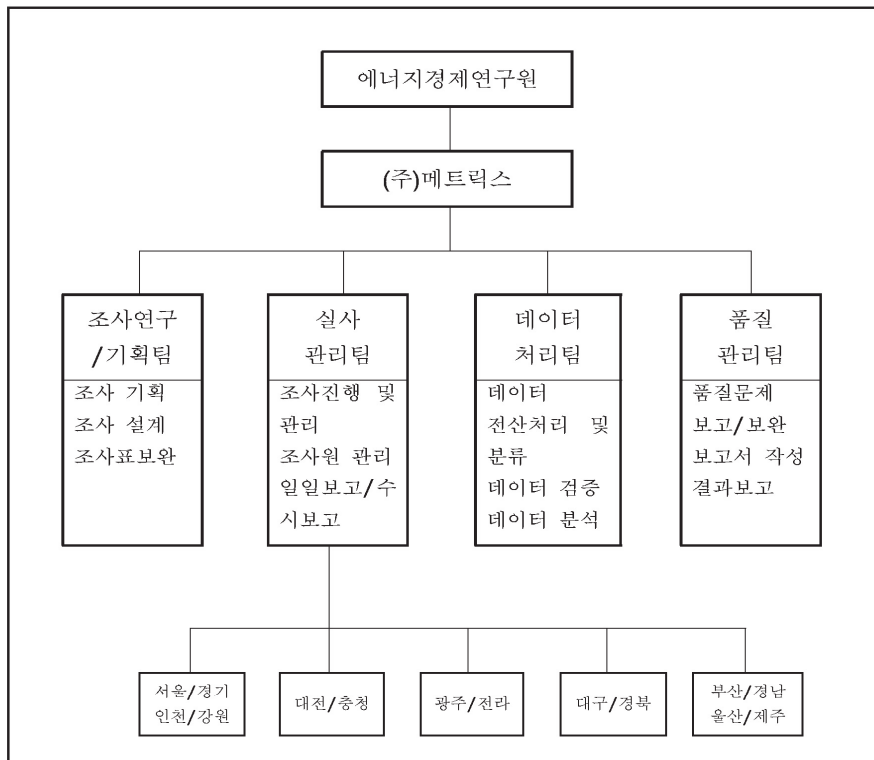 에너지경제연구원
(주)메트릭스
조사연구
/기획팀
조사 기획
조사 설계
조사표보완
실사
관리팀
조사진행 및
관리
조사원 관리
일일보고/수
시보고
데이터
처리팀
데이터
전산처리 및
분류
데이터 검증
데이터 분석
품질
관리팀
품질문제
보고/보완
보고서 작성
결과보고
서울/경기
인천/강원
대전/충청
광주/전라
대구/경북
부산/경남
울산/제주